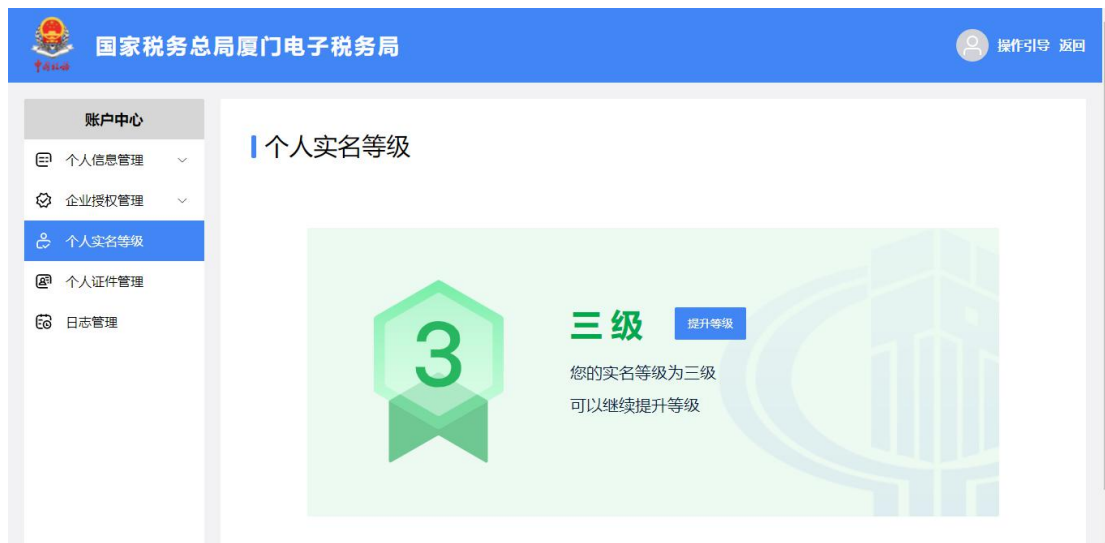 国家税务总局厦门电子税务局
操作引导 返回
中国税务
账户中心
个人信息管理
企业授权管理
个人实名等级
个人证件管理
日志管理
个人实名等级
3
三级
提升等级
您的实名等级为三级
可以继续提升等级